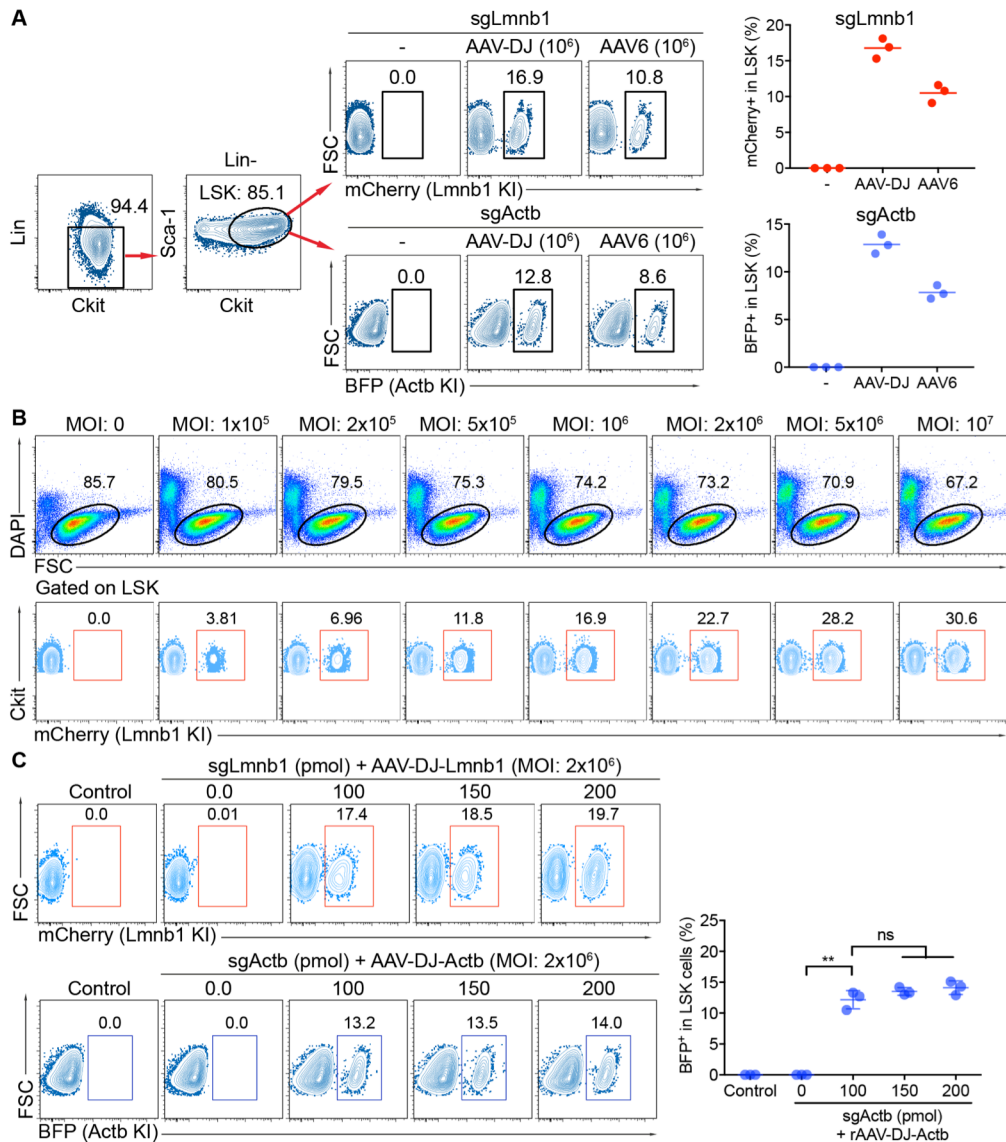 A
sgLmnb1
- AAV-DJ (10⁶) AAV6 (10⁶)
0.0 16.9 10.8
FSC
mCherry (Lmnb1 KI)
Lin
94.4
Ckit
Lin-
LSK: 85.1
Sca-1
Ckit
sgActb
- AAV-DJ (10⁶) AAV6 (10⁶)
0.0 12.8 8.6
FSC
BFP (Actb KI)
sgLmnb1
mCherry+ in LSK (%)
20
15
10
5
0
- AAV-DJ AAV6
sgActb
BFP+ in LSK (%)
15
10
5
0
- AAV-DJ AAV6
B
MOI: 0 MOI: 1x10⁵ MOI: 2x10⁵ MOI: 5x10⁵ MOI: 10⁶ MOI: 2x10⁶ MOI: 5x10⁶ MOI: 10⁷
85.7 80.5 79.5 75.3 74.2 73.2 70.9 67.2
DAPI
FSC
Gated on LSK
0.0 3.81 6.96 11.8 16.9 22.7 28.2 30.6
Ckit
mCherry (Lmnb1 KI)
C
sgLmnb1 (pmol) + AAV-DJ-Lmnb1 (MOI: 2x10⁶)
Control 0.0 100 150 200
0.0 0.01 17.4 18.5 19.7
FSC
mCherry (Lmnb1 KI)
sgActb (pmol) + AAV-DJ-Actb (MOI: 2x10⁶)
Control 0.0 100 150 200
0.0 0.0 13.2 13.5 14.0
FSC
BFP (Actb KI)
BFP⁺ in LSK cells (%)
25
20
15
10
5
0
**
ns
Control 0 100 150 200
sgActb (pmol)
+ rAAV-DJ-Actb